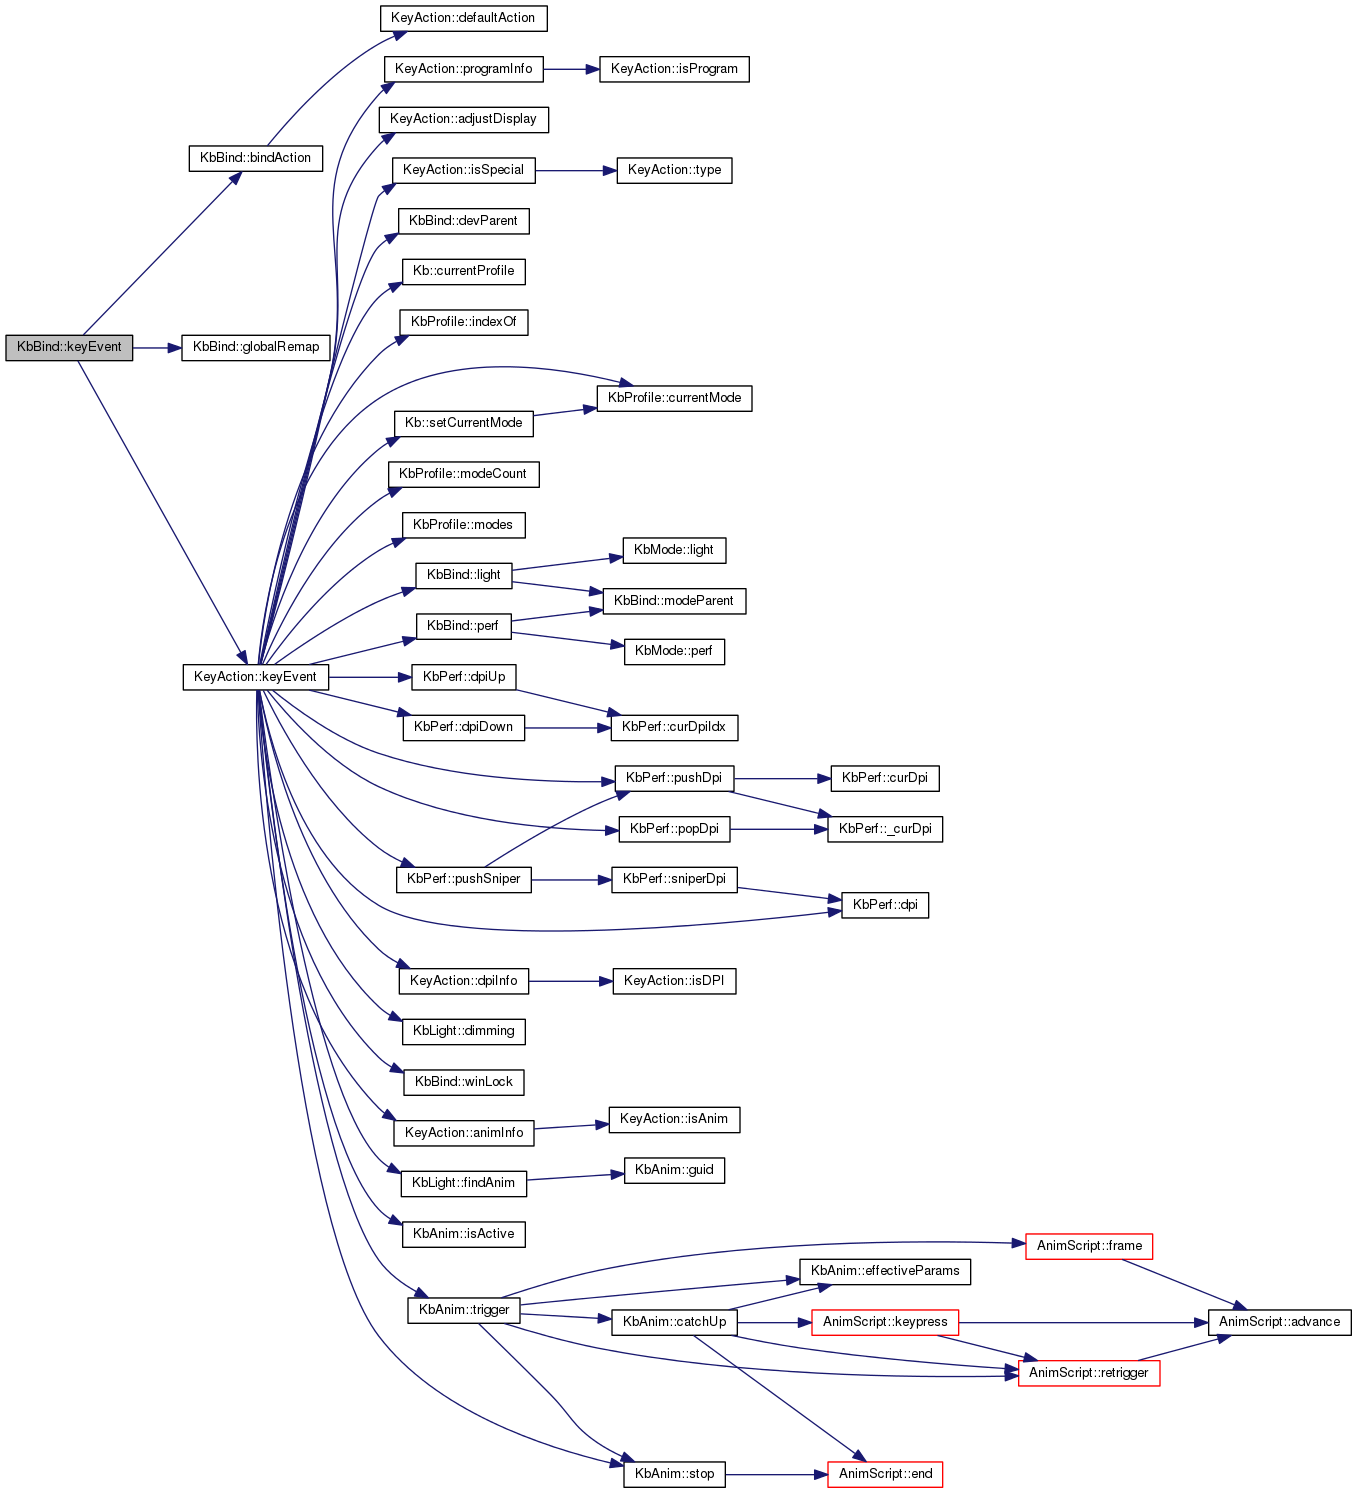 KeyAction::defaultAction
KeyAction::programInfo
KeyAction::isProgram
KeyAction::adjustDisplay
KbBind::bindAction
KeyAction::isSpecial
KeyAction::type
KbBind::devParent
Kb::currentProfile
KbProfile::indexOf
KbBind::keyEvent
KbBind::globalRemap
KbProfile::currentMode
Kb::setCurrentMode
KbProfile::modeCount
KbProfile::modes
KbMode::light
KbBind::light
KbBind::modeParent
KbBind::perf
KbMode::perf
KeyAction::keyEvent
KbPerf::dpiUp
KbPerf::dpiDown
KbPerf::curDpiIdx
KbPerf::pushDpi
KbPerf::curDpi
KbPerf::popDpi
KbPerf::_curDpi
KbPerf::pushSniper
KbPerf::sniperDpi
KbPerf::dpi
KeyAction::dpiInfo
KeyAction::isDPI
KbLight::dimming
KbBind::winLock
KeyAction::animInfo
KeyAction::isAnim
KbLight::findAnim
KbAnim::guid
KbAnim::isActive
AnimScript::frame
KbAnim::effectiveParams
KbAnim::trigger
KbAnim::catchUp
AnimScript::keypress
AnimScript::advance
AnimScript::retrigger
KbAnim::stop
AnimScript::end